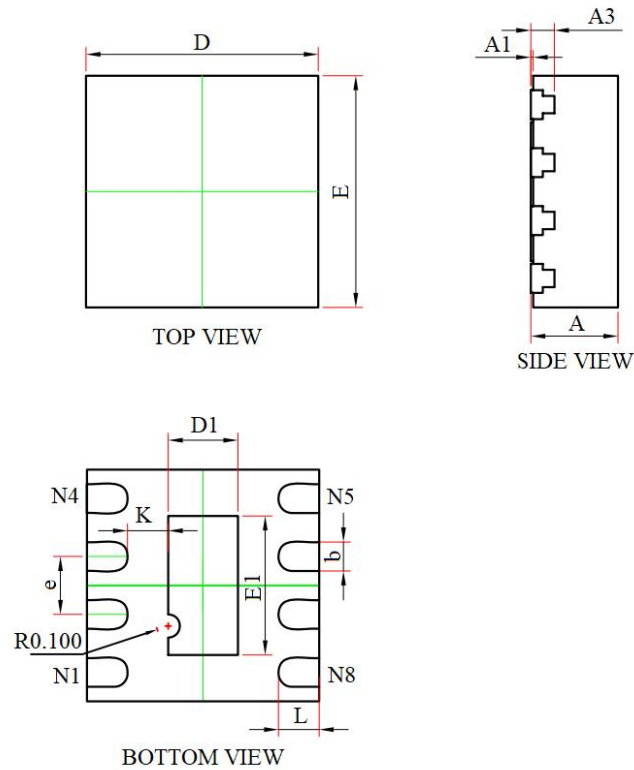 D
A3
A1
E
A
TOP VIEW
SIDE VIEW
D1
N4
K
N5
e
E1
b
R0.100
N1
N8
L
BOTTOM VIEW